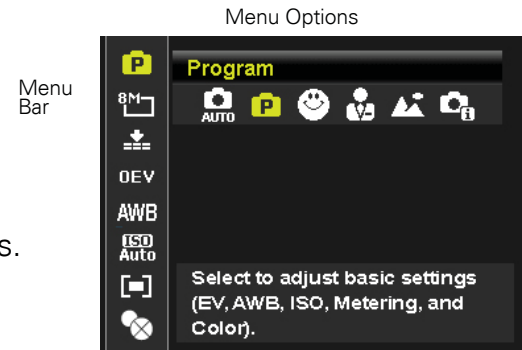 Menu Options
Menu
Bar
s.
P
8M
0EV
AWB
ISO
Auto
Program
AUTO P
Select to adjust basic settings
(EV, AWB, ISO, Metering, and
Color).